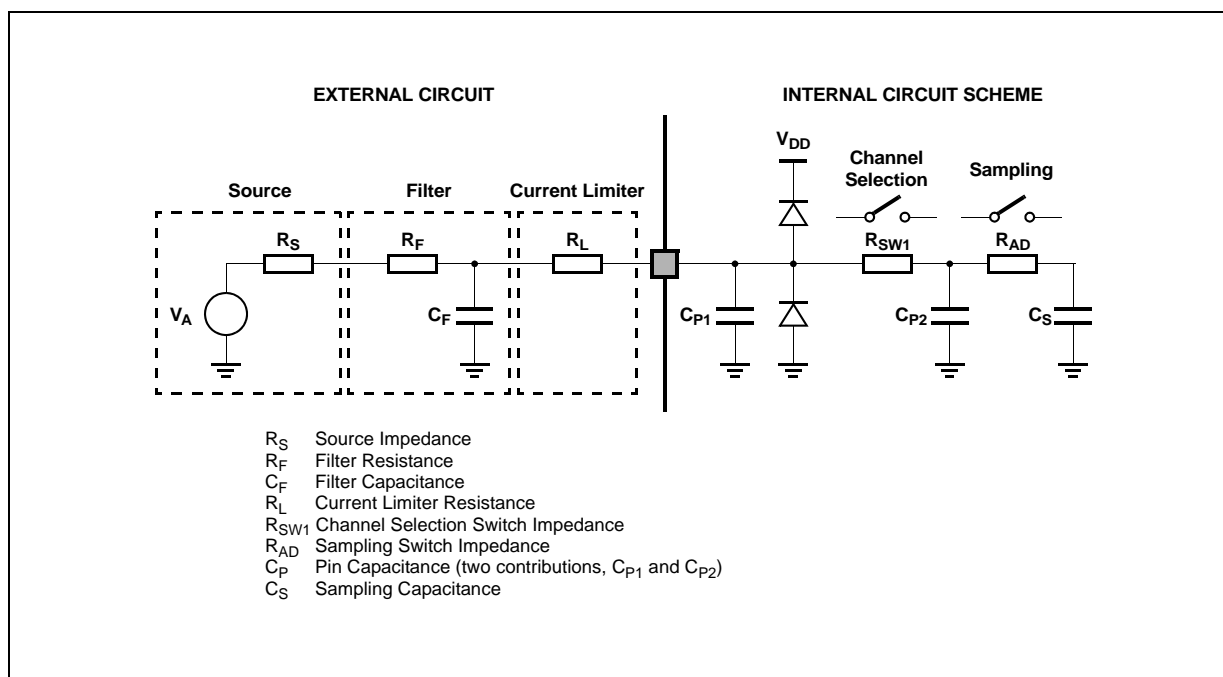 EXTERNAL CIRCUIT
INTERNAL CIRCUIT SCHEME
VDD
Channel
Selection
Sampling
Source
Filter
Current Limiter
RS
RF
RL
RSW1
RAD
VA
CF
CP1
CP2
CS
RS Source Impedance
RF Filter Resistance
CF Filter Capacitance
RL Current Limiter Resistance
RSW1 Channel Selection Switch Impedance
RAD Sampling Switch Impedance
CP Pin Capacitance (two contributions, CP1 and CP2)
CS Sampling Capacitance